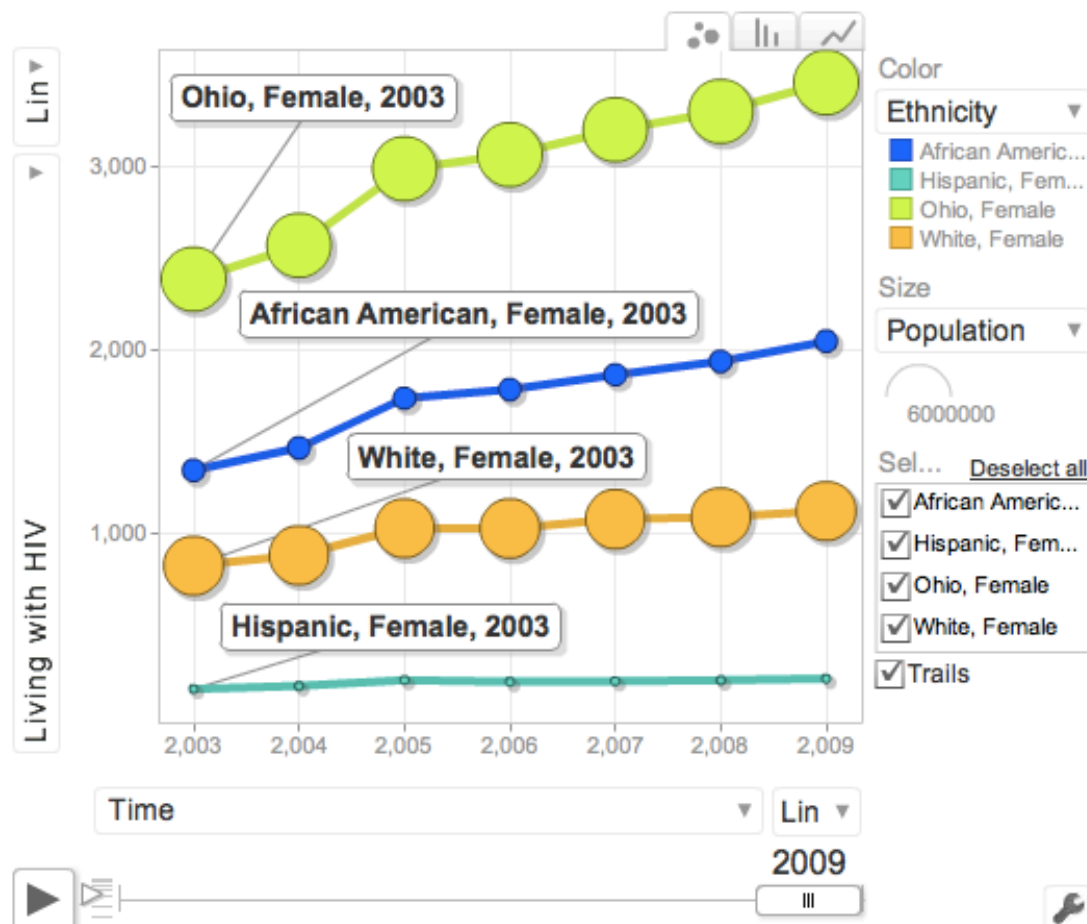 Lin
Living with HIV
3,000
2,000
1,000
Ohio, Female, 2003
African American, Female, 2003
White, Female, 2003
Hispanic, Female, 2003
2,003 2,004 2,005 2,006 2,007 2,008 2,009
Time
Lin
2009
Color
Ethnicity
African Americ...
Hispanic, Fem...
Ohio, Female
White, Female
Size
Population
6000000
Sel... Deselect all
African Americ...
Hispanic, Fem...
Ohio, Female
White, Female
Trails